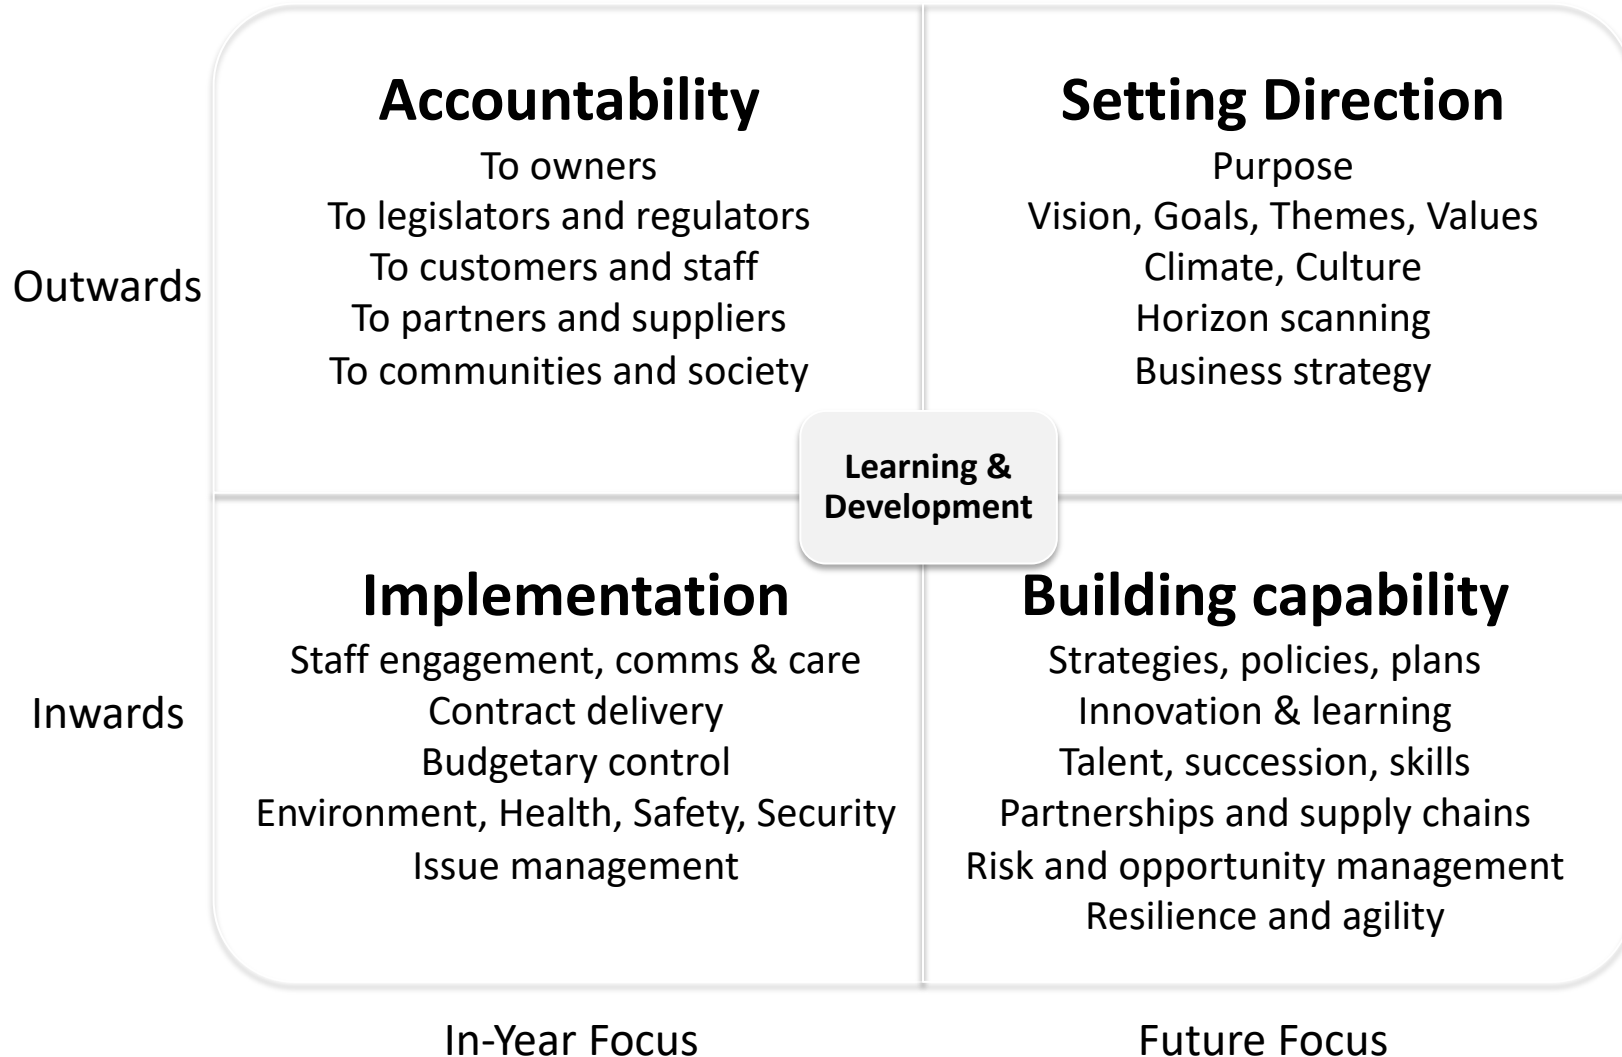 Accountability
To owners
To legislators and regulators
To customers and staff
To partners and suppliers
To communities and society
Setting Direction
Purpose
Vision, Goals, Themes, Values
Climate, Culture
Horizon scanning
Business strategy
Outwards
Learning &
Development
Implementation
Staff engagement, comms & care
Contract delivery
Budgetary control
Environment, Health, Safety, Security
Issue management
Building capability
Strategies, policies, plans
Innovation & learning
Talent, succession, skills
Partnerships and supply chains
Risk and opportunity management
Resilience and agility
Inwards
In-Year Focus
Future Focus